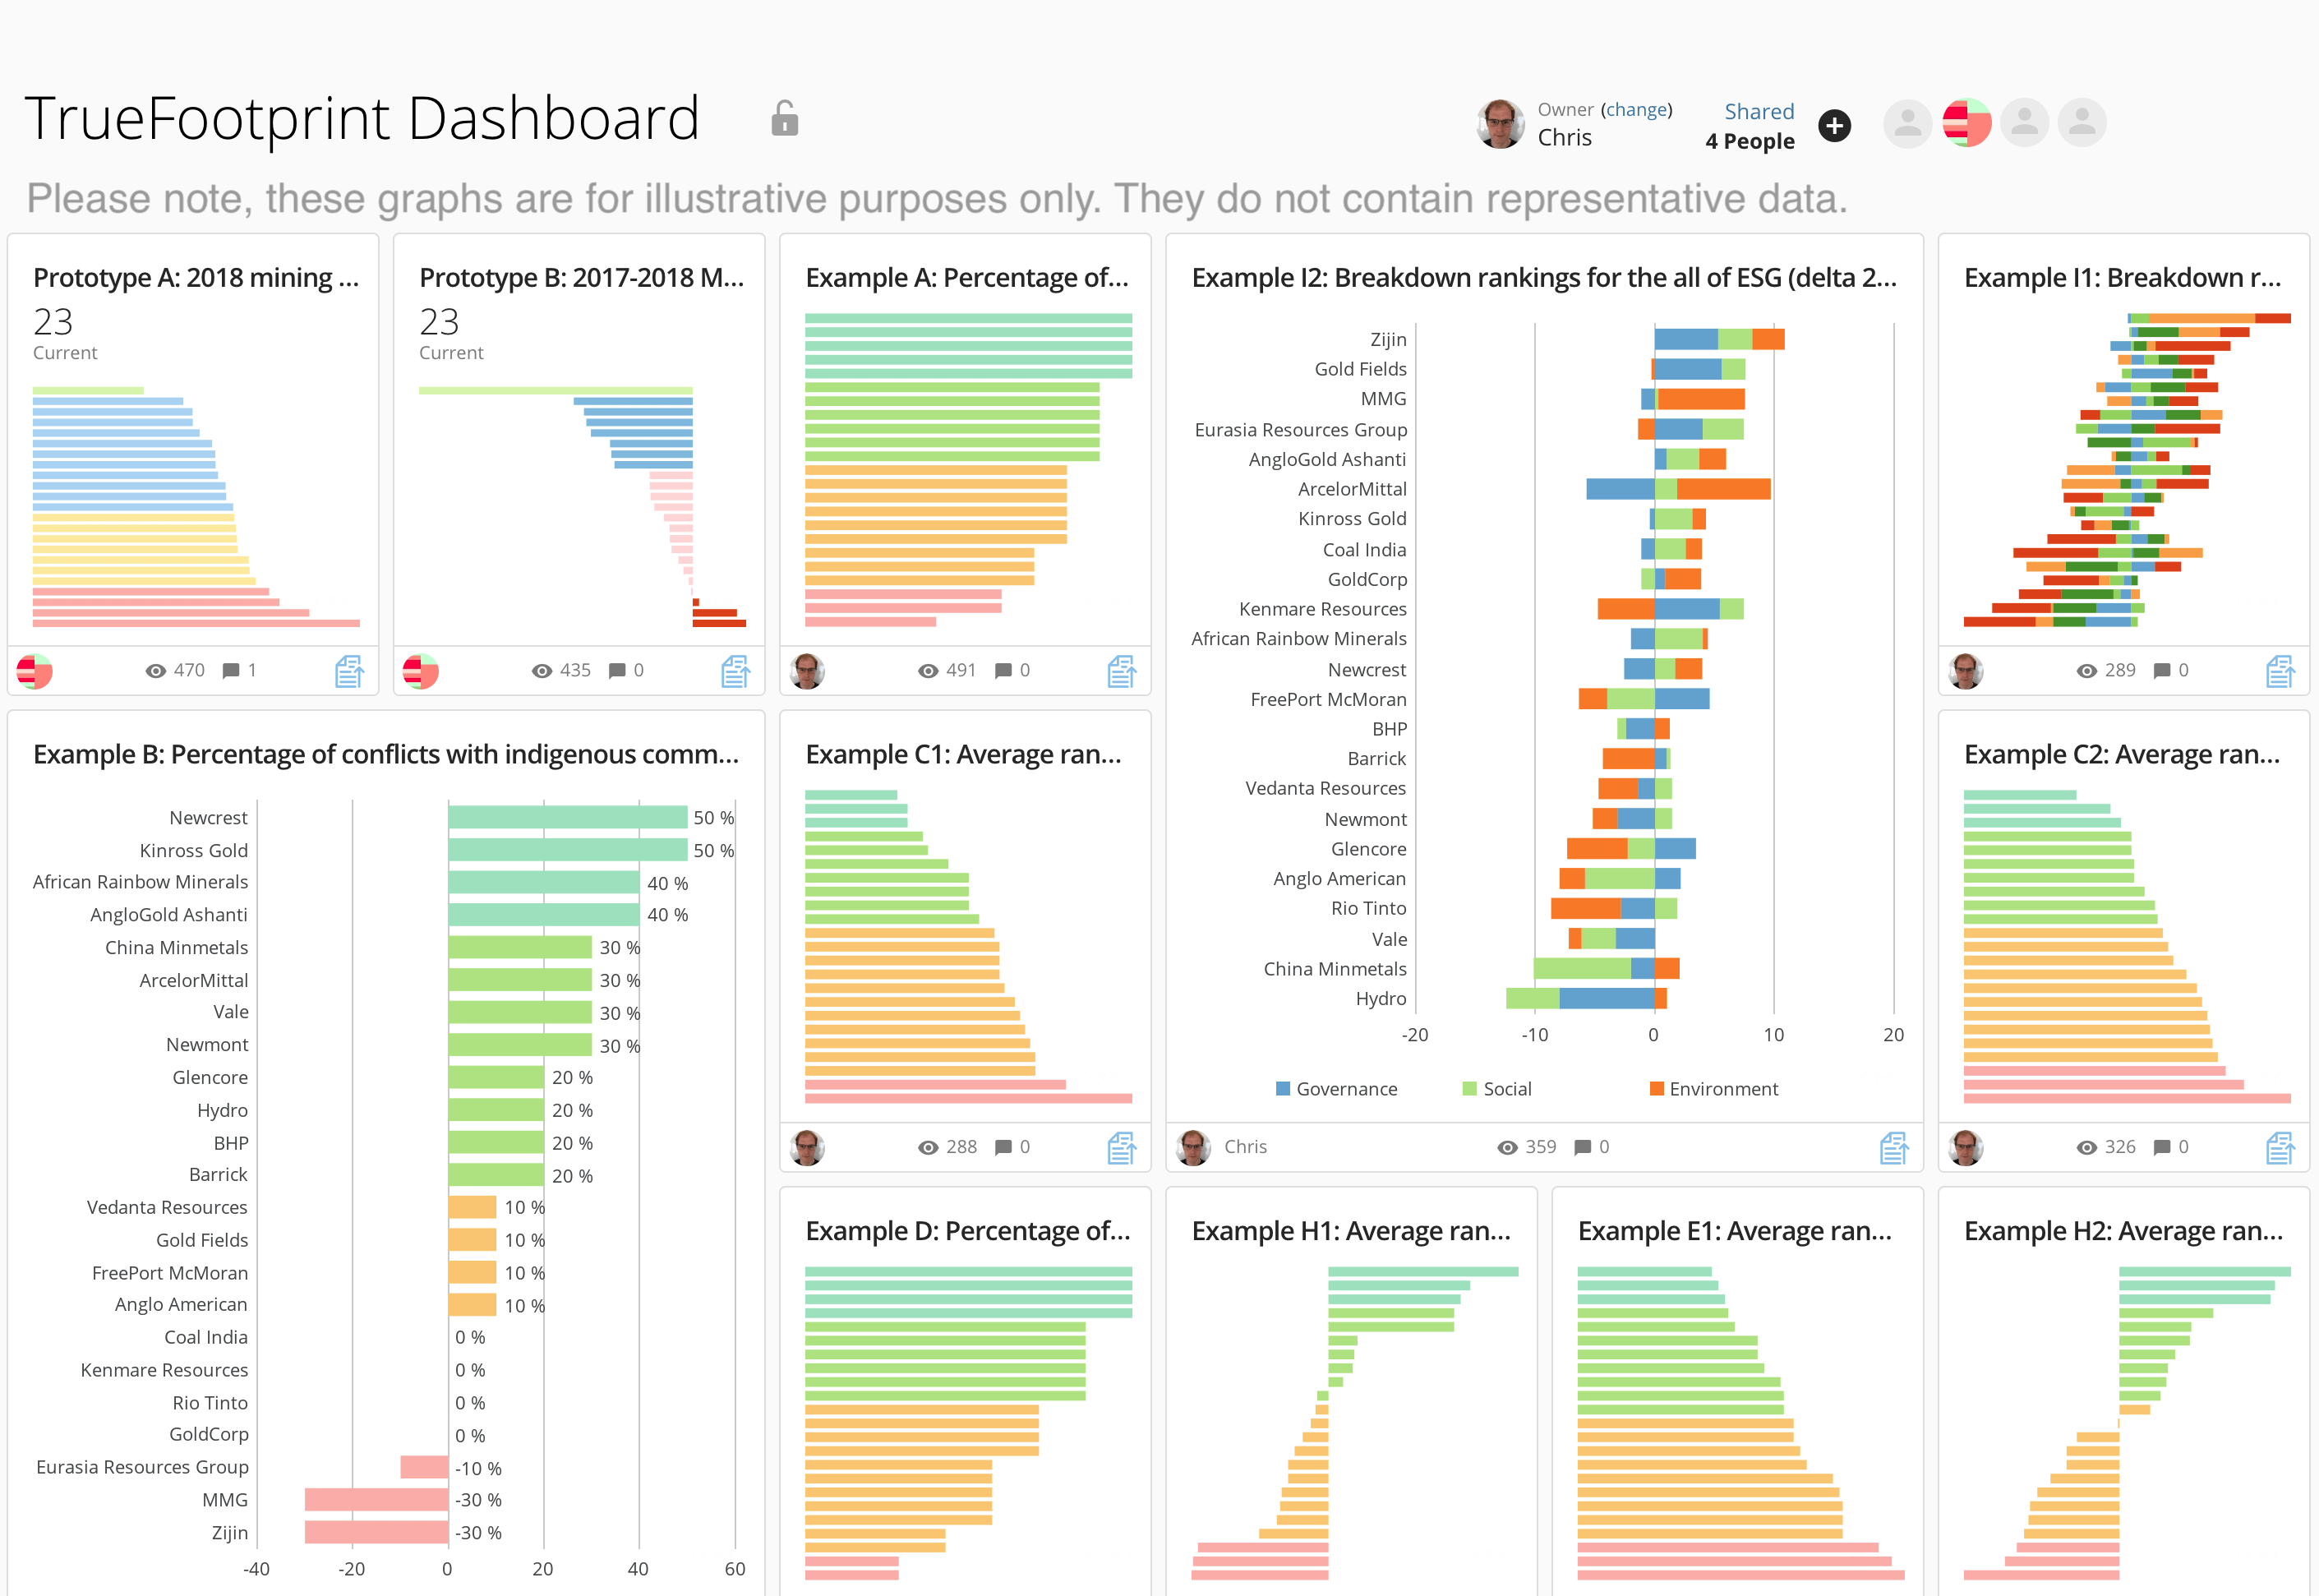 TrueFootprint Dashboard
Owner (change)
Chris
Shared
4 People
Please note, these graphs are for illustrative purposes only. They do not contain representative data.
Prototype A: 2018 mining ...
23
Current
470 1
Prototype B: 2017-2018 M...
23
Current
435 0
Example A: Percentage of...
491 0
Example I2: Breakdown rankings for the all of ESG (delta 2...
Zijin
Gold Fields
MMG
Eurasia Resources Group
AngloGold Ashanti
ArcelorMittal
Kinross Gold
Coal India
GoldCorp
Kenmare Resources
African Rainbow Minerals
Newcrest
FreePort McMoran
BHP
Barrick
Vedanta Resources
Newmont
Glencore
Anglo American
Rio Tinto
Vale
China Minmetals
Hydro
-20 -10 0 10 20
Governance Social Environment
Chris 359 0
Example I1: Breakdown r...
289 0
Example B: Percentage of conflicts with indigenous comm...
Newcrest 50 %
Kinross Gold 50 %
African Rainbow Minerals 40 %
AngloGold Ashanti 40 %
China Minmetals 30 %
ArcelorMittal 30 %
Vale 30 %
Newmont 30 %
Glencore 20 %
Hydro 20 %
BHP 20 %
Barrick 20 %
Vedanta Resources 10 %
Gold Fields 10 %
FreePort McMoran 10 %
Anglo American 10 %
Coal India 0 %
Kenmare Resources 0 %
Rio Tinto 0 %
GoldCorp 0 %
Eurasia Resources Group -10 %
MMG -30 %
Zijin -30 %
-40 -20 0 20 40 60
Example C1: Average ran...
288 0
Example C2: Average ran...
326 0
Example D: Percentage of...
Example H1: Average ran...
Example E1: Average ran...
Example H2: Average ran...